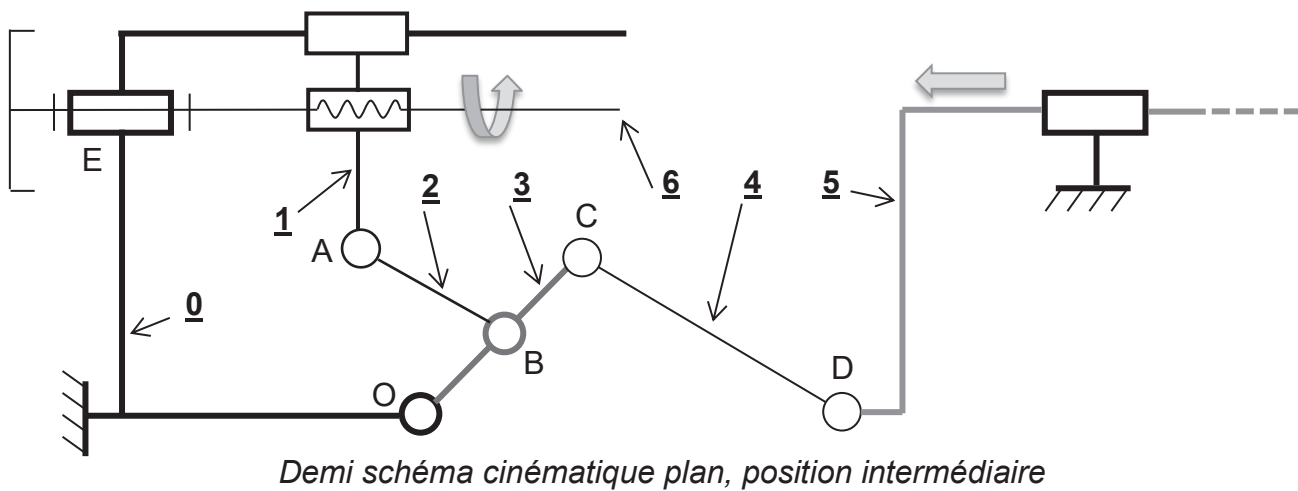 E
6
3
4
5
2
1
C
A
0
B
D
O
Demi schéma cinématique plan, position intermédiaire